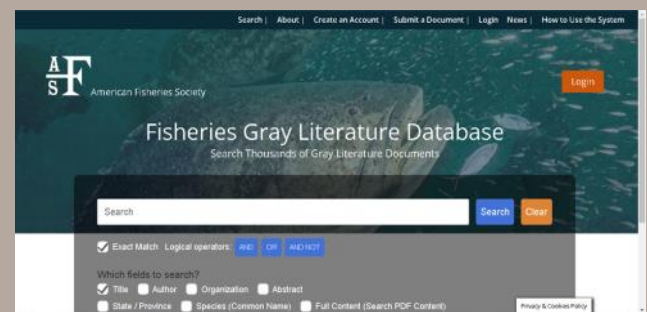 Search | About | Create an Account | Submit a Document | Login News | How to Use the System
AFS
American Fisheries Society
Login
Fisheries Gray Literature Database
Search Thousands of Gray Literature Documents
Search
Search
Clear
Exact Match Logical operators: AND OR AND NOT
Which fields to search?
Title Author Organization Abstract
State / Province Species (Common Name) Full Content (Search PDF Content)
Privacy & Cookies Policy